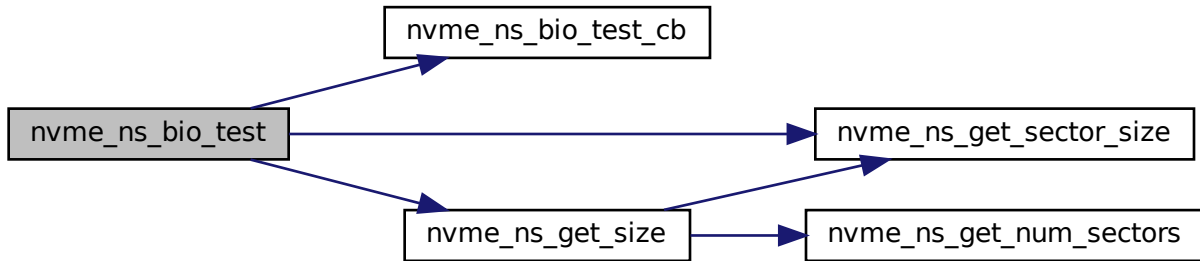 nvme_ns_bio_test_cb
nvme_ns_bio_test
nvme_ns_get_sector_size
nvme_ns_get_size
nvme_ns_get_num_sectors